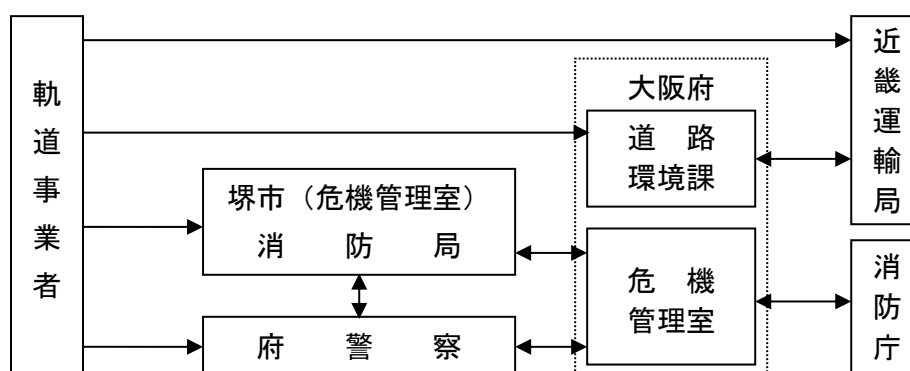 軌道事業者
堺市（危機管理室）
消　防　局
府　警　察
大阪府
道　路
環境課
危　機
管理室
近畿運輸局
消防庁